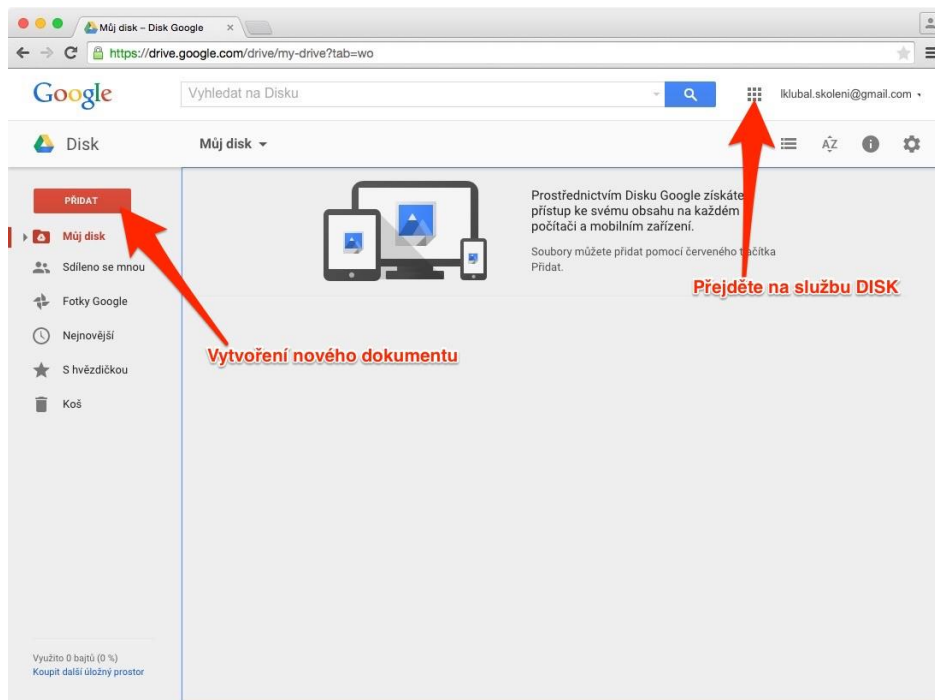 Můj disk – Disk Google
https://drive.google.com/drive/my-drive?tab=wo
Google
Vyhledat na Disku
lklubal.skoleni@gmail.com
Disk
Můj disk
AZ
PŘIDAT
Můj disk
Sdíleno se mnou
Fotky Google
Nejnovější
S hvězdičkou
Koš
Prostřednictvím Disku Google získáte
přístup ke svému obsahu na každém
počítači a mobilním zařízení.
Soubory můžete přidat pomocí červeného tlačítka
Přidat.
Přejděte na službu DISK
Vytvoření nového dokumentu
Využito 0 bajtů (0 %)
Koupit další úložný prostor